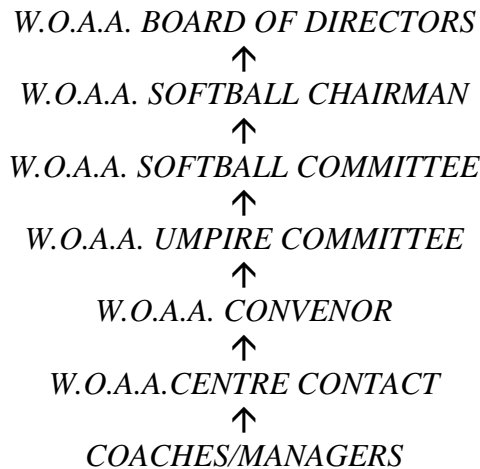 W.O.A.A. BOARD OF DIRECTORS
↑
W.O.A.A. SOFTBALL CHAIRMAN
↑
W.O.A.A. SOFTBALL COMMITTEE
↑
W.O.A.A. UMPIRE COMMITTEE
↑
W.O.A.A. CONVENOR
↑
W.O.A.A.CENTRE CONTACT
↑
COACHES/MANAGERS